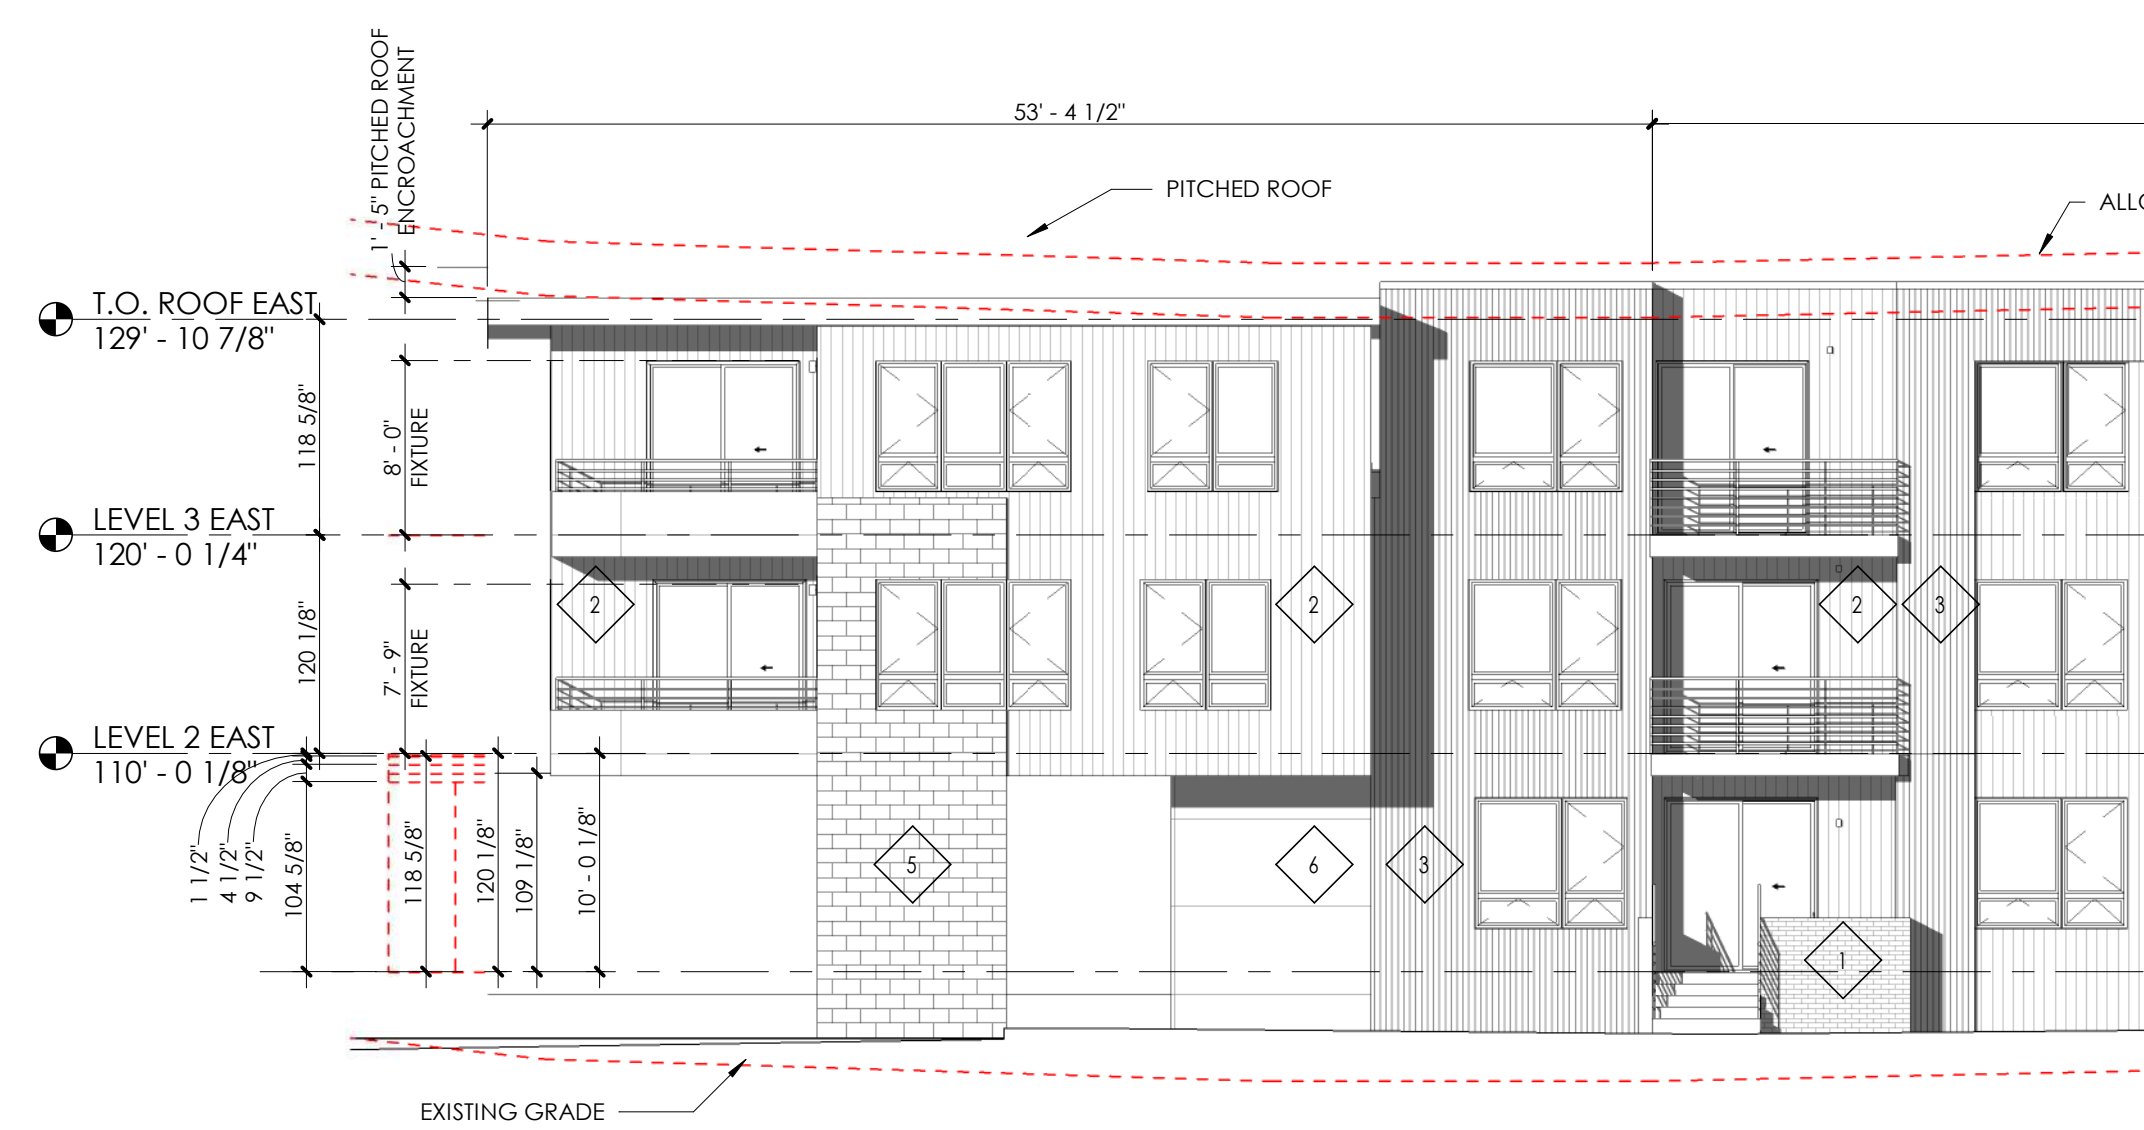 1' - 5" PITCHED ROOF
ENCROACHMENT
53' - 4 1/2"
PITCHED ROOF
ALLO
T.O. ROOF EAST
129' - 10 7/8"
118 5/8"
8' - 0"
FIXTURE
LEVEL 3 EAST
120' - 0 1/4"
120 1/8"
7' - 9"
FIXTURE
2
2
2
3
LEVEL 2 EAST
110' - 0 1/8"
1 1/2"
4 1/2"
9 1/2"
104 5/8"
118 5/8"
120 1/8"
109 1/8"
10' - 0 1/8"
5
6
3
1
EXISTING GRADE